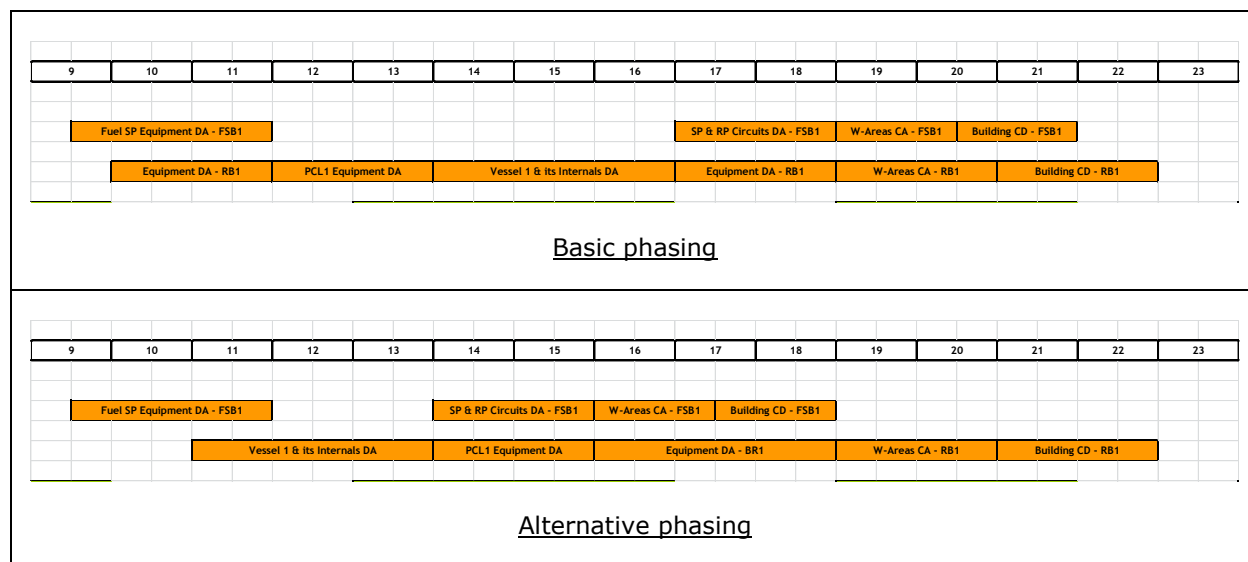 9 10 11 12 13 14 15 16 17 18 19 20 21 22 23
Fuel SP Equipment DA - FSB1 SP & RP Circuits DA - FSB1 W-Areas CA - FSB1 Building CD - FSB1
Equipment DA - RB1 PCL1 Equipment DA Vessel 1 & its Internals DA Equipment DA - RB1 W-Areas CA - RB1 Building CD - RB1
Basic phasing
9 10 11 12 13 14 15 16 17 18 19 20 21 22 23
Fuel SP Equipment DA - FSB1 SP & RP Circuits DA - FSB1 W-Areas CA - FSB1 Building CD - FSB1
Vessel 1 & its Internals DA PCL1 Equipment DA Equipment DA - BR1 W-Areas CA - RB1 Building CD - RB1
Alternative phasing